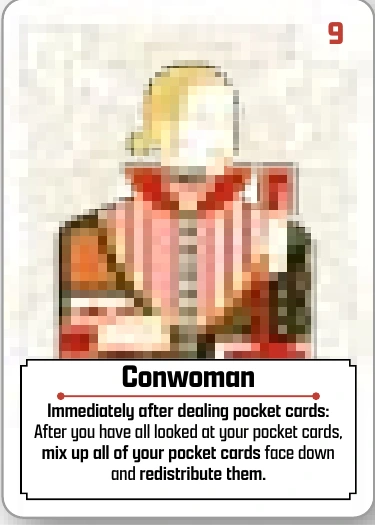 9
Conwoman
Immediately after dealing pocket cards:
After you have all looked at your pocket cards,
mix up all of your pocket cards face down
and redistribute them.